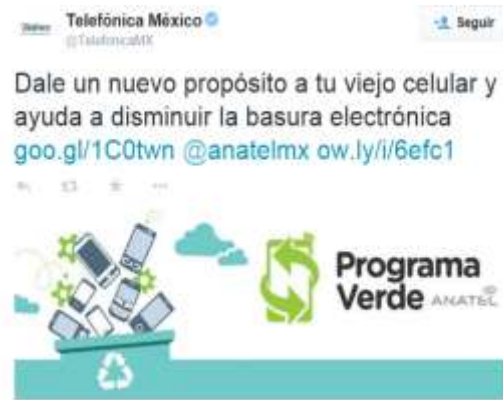 Telefónica México
@TelefonicaMX
Seguir
Dale un nuevo propósito a tu viejo celular y
ayuda a disminuir la basura electrónica
goo.gl/1C0twn @anatelmx ow.ly/i/6efc1
Programa
Verde ANATEL